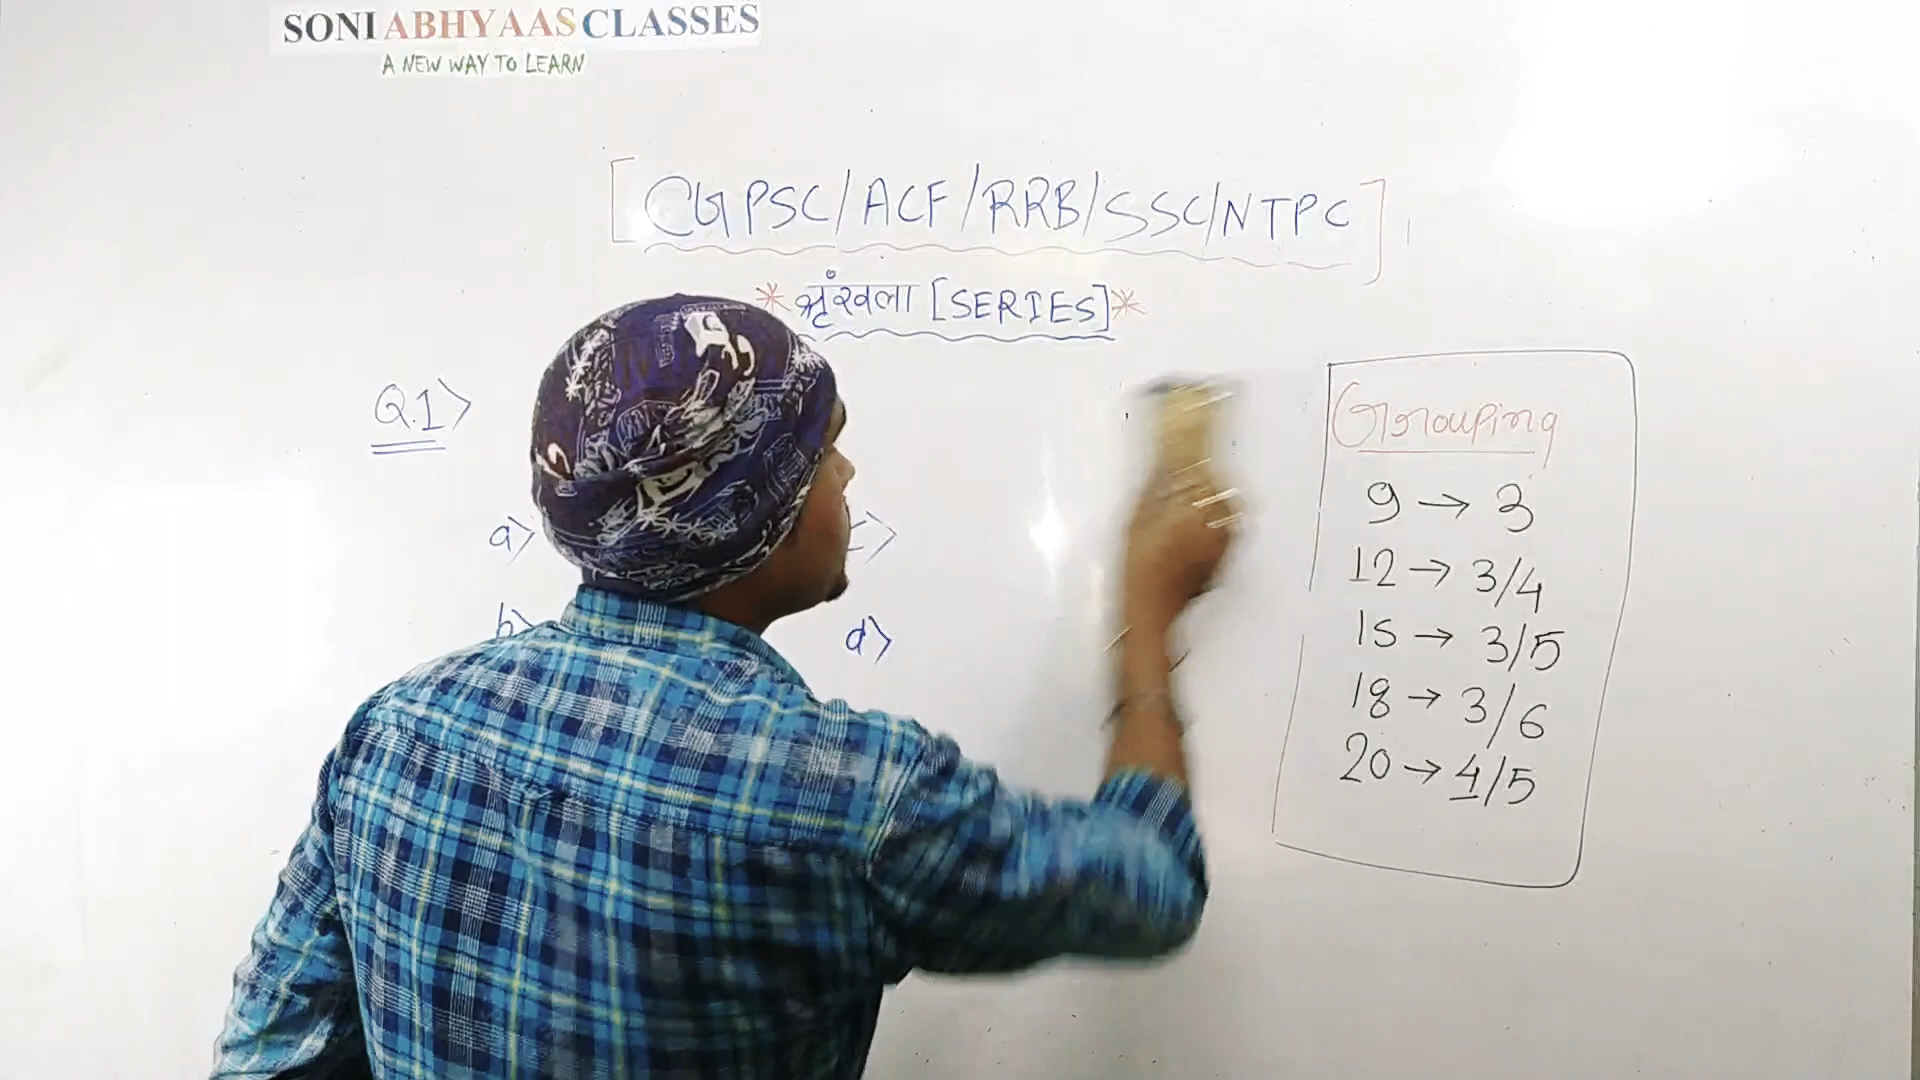 SONI ABHYAAS CLASSES
A NEW WAY TO LEARN
[CGPSC/ACF/RRB/SSC/NTPC]
*श्रृंखला [SERIES]*
Q.1>
a>
c>
b>
d>
Grouping
9 → 3
12 → 3/4
15 → 3/5
18 → 3/6
20 → 4/5